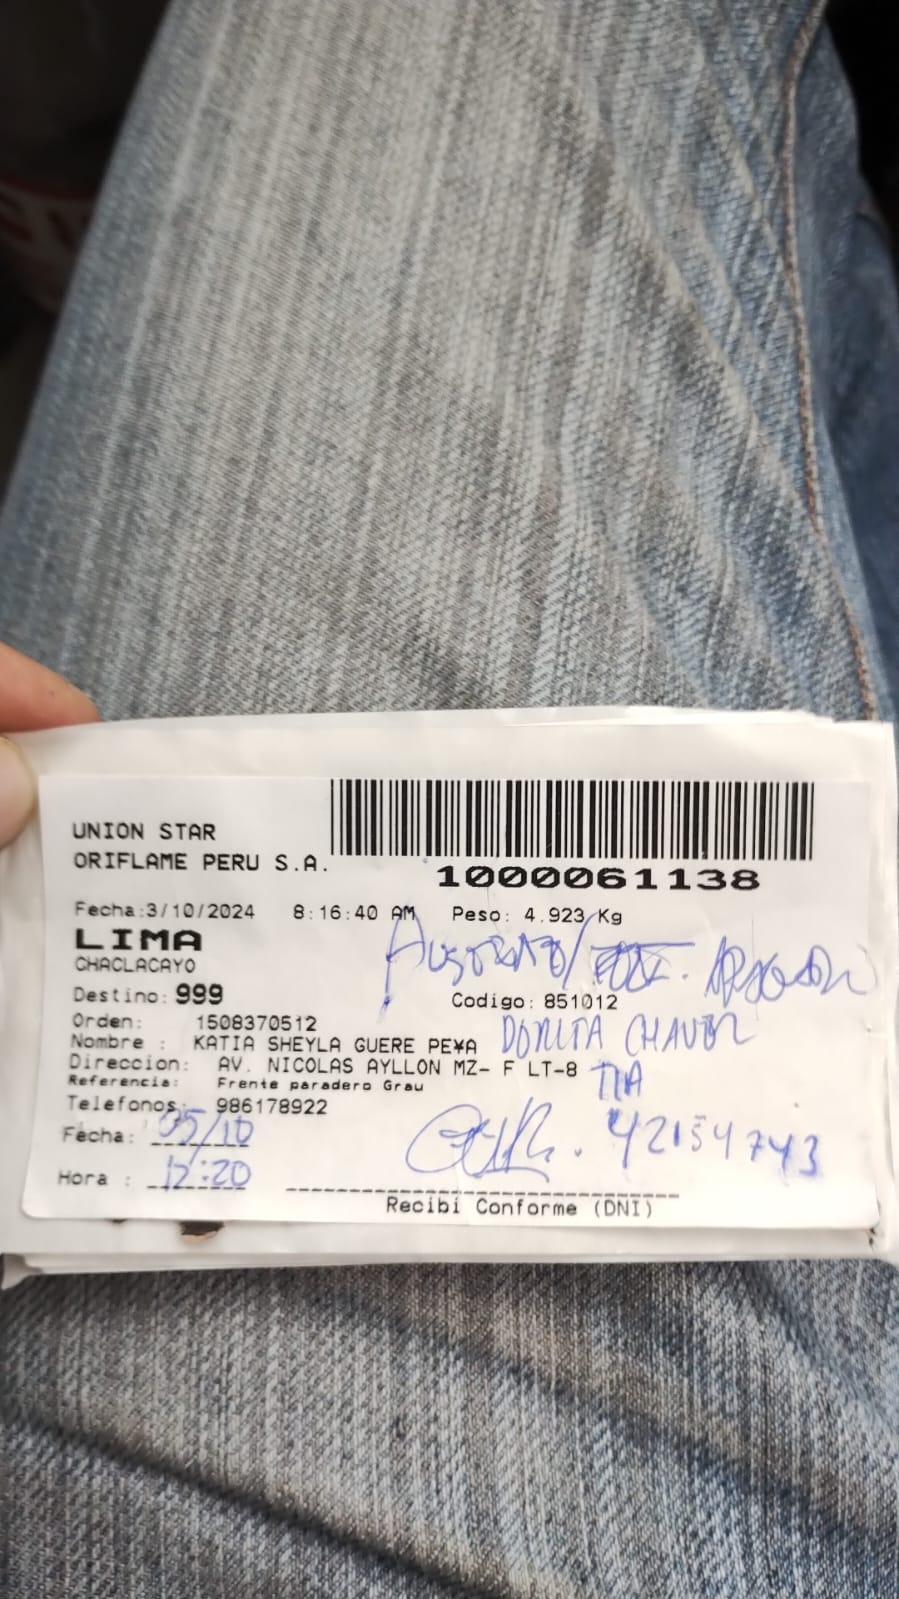 UNION STAR
ORIFLAME PERU S.A.
1000061138
Fecha:3/10/2024 8:16:40 AM Peso: 4.923 Kg
LIMA
CHACLACAYO
Destino: 999 Codigo: 851012
Orden: 1508370512
Nombre : KATIA SHEYLA GUERE PE¥A
Direccion: AV. NICOLAS AYLLON MZ- F LT-8
TIA
Referencia: Frente paradero Grau
Telefonos: 986178922
Fecha: 05/10
42154743
Hora : 12:20
Recibi Conforme (DNI)